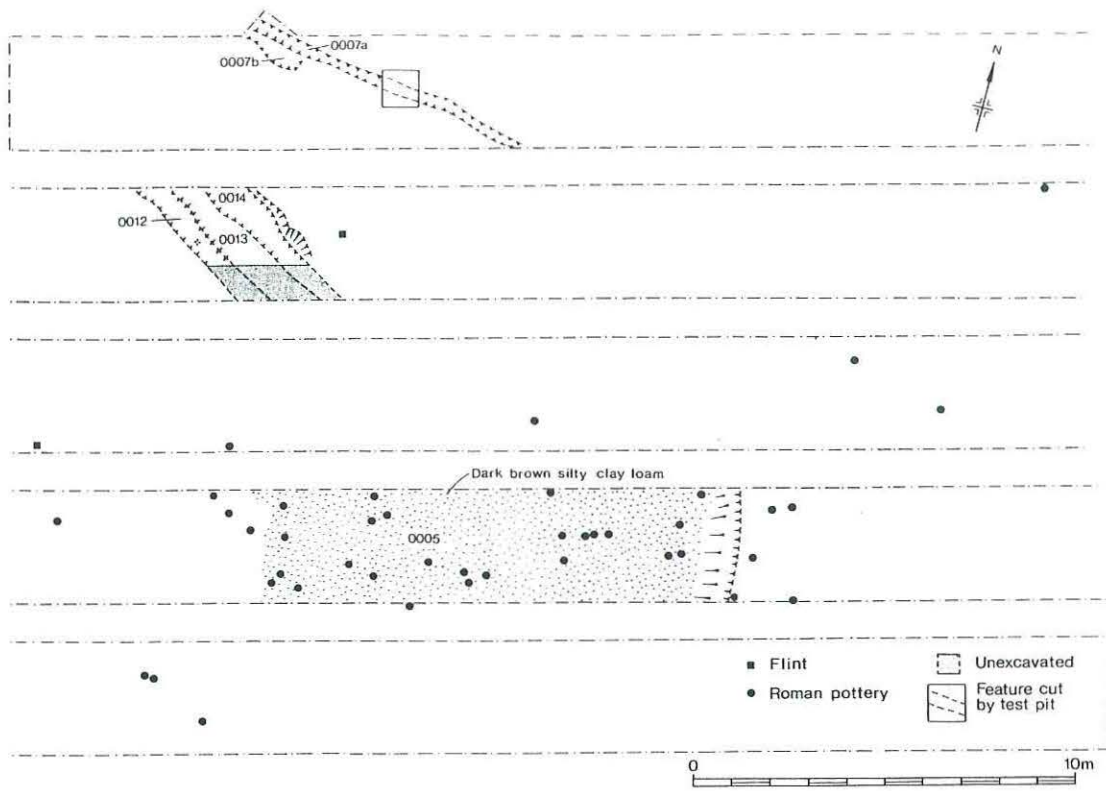 0007a
0007b
N
0014
0012
0013
Dark brown silty clay loam
0005
Flint
Roman pottery
Unexcavated
Feature cut
by test pit
0
10m